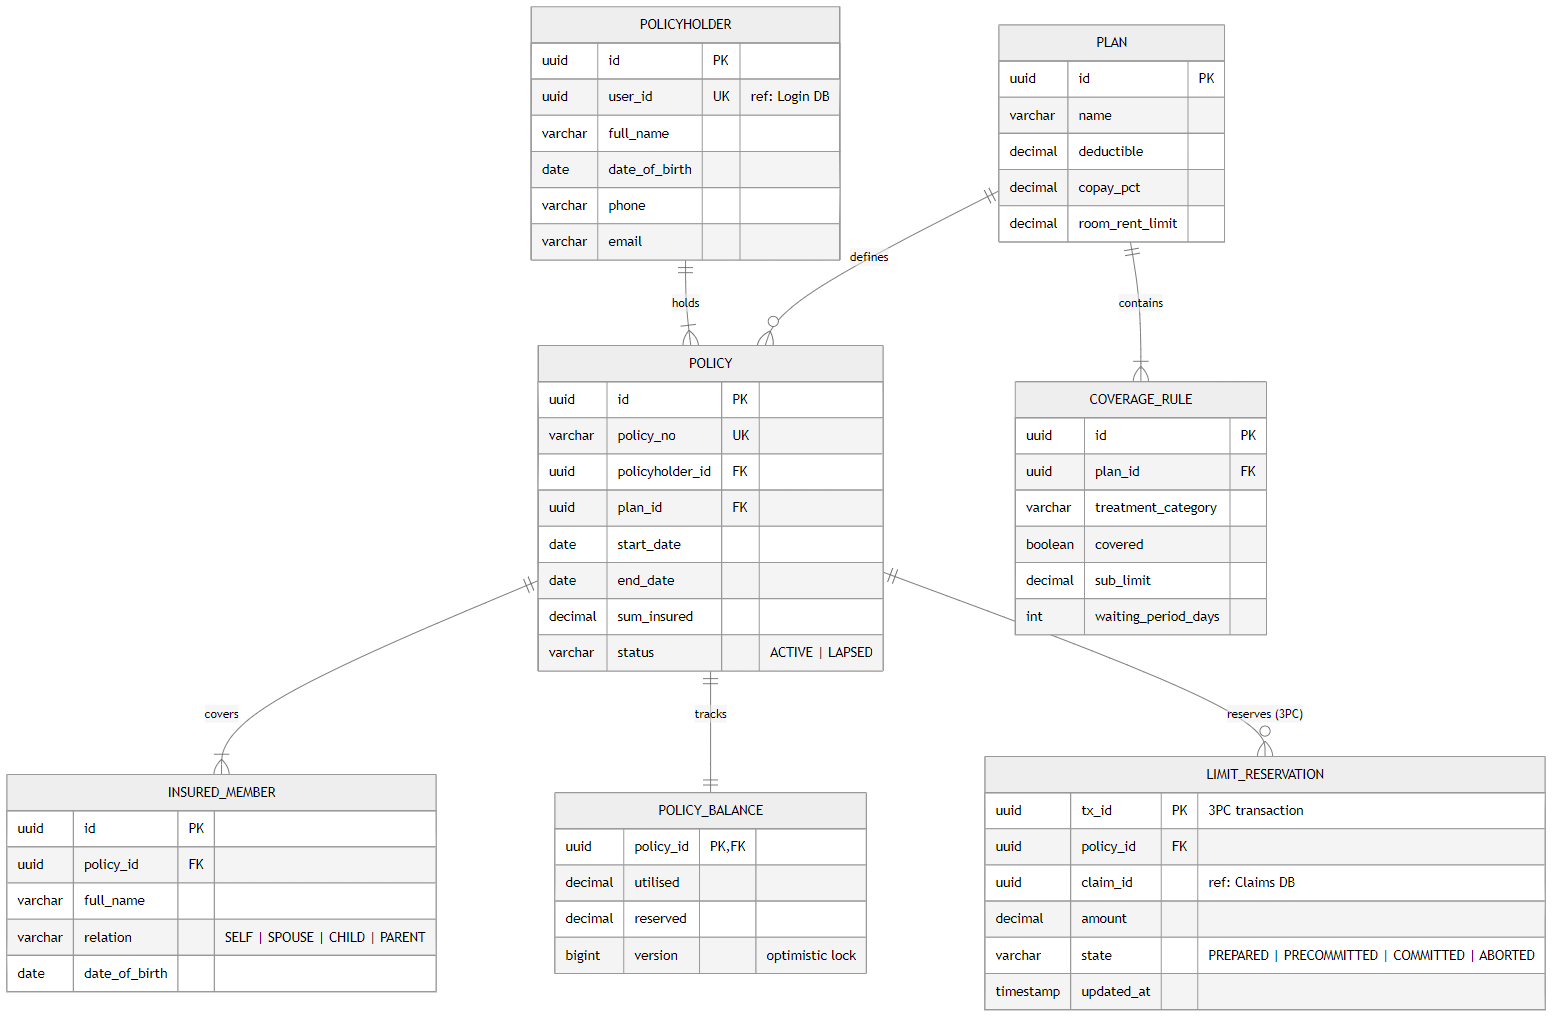 POLICYHOLDER
uuid id PK
uuid user_id UK ref: Login DB
varchar full_name
date date_of_birth
varchar phone
varchar email
PLAN
uuid id PK
varchar name
decimal deductible
decimal copay_pct
decimal room_rent_limit
defines
holds
contains
POLICY
uuid id PK
varchar policy_no UK
uuid policyholder_id FK
uuid plan_id FK
date start_date
date end_date
decimal sum_insured
varchar status ACTIVE | LAPSED
COVERAGE_RULE
uuid id PK
uuid plan_id FK
varchar treatment_category
boolean covered
decimal sub_limit
int waiting_period_days
covers
tracks
reserves (3PC)
INSURED_MEMBER
uuid id PK
uuid policy_id FK
varchar full_name
varchar relation SELF | SPOUSE | CHILD | PARENT
date date_of_birth
POLICY_BALANCE
uuid policy_id PK,FK
decimal utilised
decimal reserved
bigint version optimistic lock
LIMIT_RESERVATION
uuid tx_id PK 3PC transaction
uuid policy_id FK
uuid claim_id ref: Claims DB
decimal amount
varchar state PREPARED | PRECOMMITTED | COMMITTED | ABORTED
timestamp updated_at